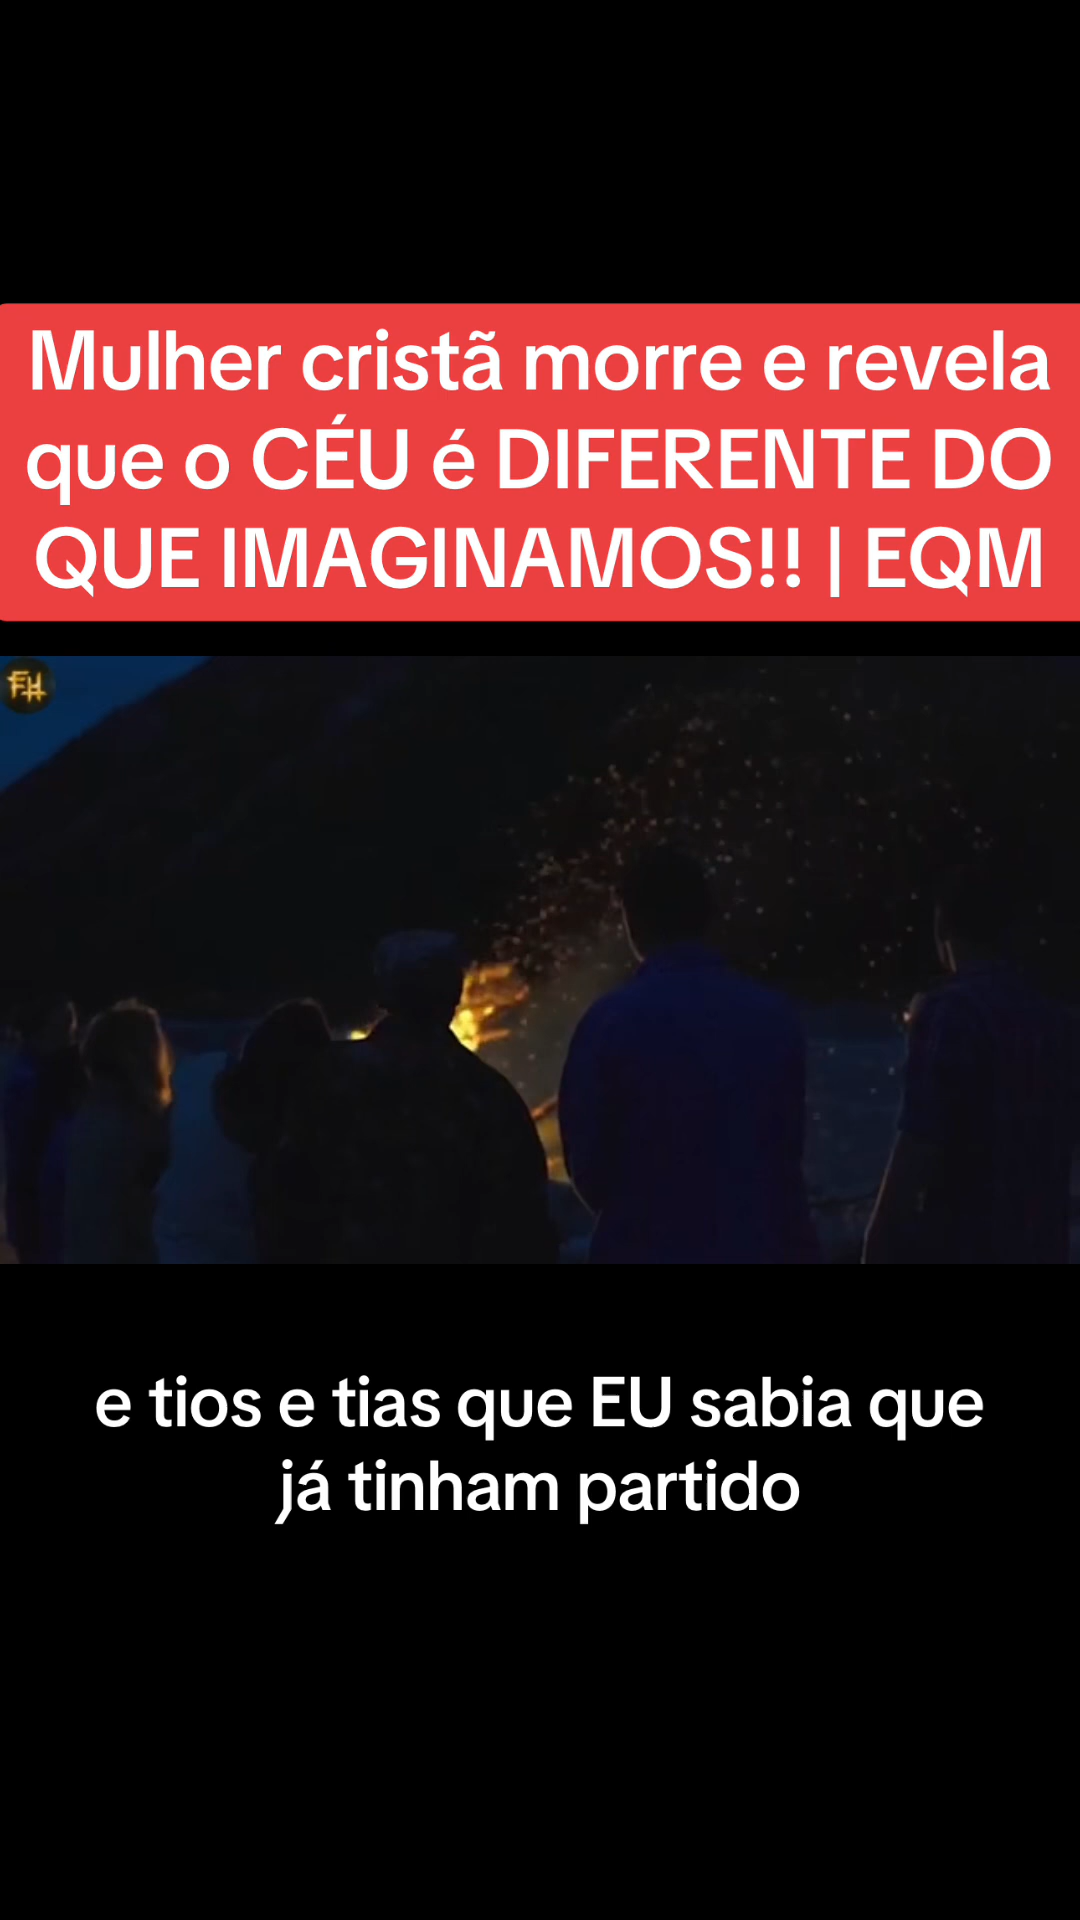 Mulher cristã morre e revela
que o CÉU é DIFERENTE DO
QUE IMAGINAMOS!! | EQM
FH
e tios e tias que EU sabia que
já tinham partido